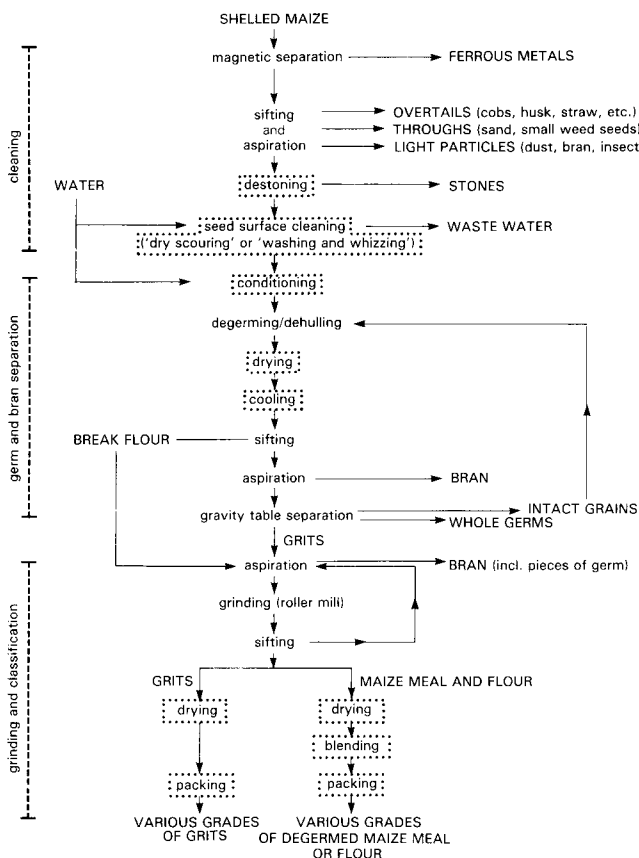 SHELLED MAIZE
magnetic separation
FERROUS METALS
sifting
and
aspiration
OVERTAILS (cobs, husk, straw, etc.)
THROUGHS (sand, small weed seeds)
LIGHT PARTICLES (dust, bran, insect
destoning
STONES
WATER
seed surface cleaning
('dry scouring' or 'washing and whizzing')
WASTE WATER
conditioning
cleaning
degerming/dehulling
drying
cooling
BREAK FLOUR
sifting
aspiration
BRAN
gravity table separation
INTACT GRAINS
WHOLE GERMS
germ and bran separation
GRITS
aspiration
BRAN (incl. pieces of germ)
grinding (roller mill)
sifting
GRITS
MAIZE MEAL AND FLOUR
drying
drying
blending
packing
packing
grinding and classification
VARIOUS GRADES
OF GRITS
VARIOUS GRADES
OF DEGERMED MAIZE MEAL
OR FLOUR